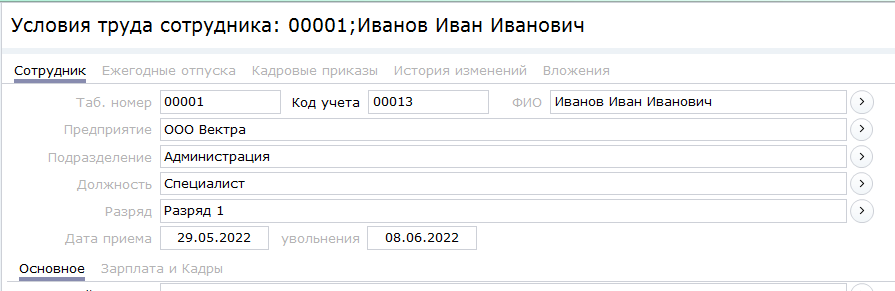 Условия труда сотрудника: 00001;Иванов Иван Иванович
Сотрудник Ежегодные отпуска Кадровые приказы История изменений Вложения
Таб. номер 00001 Код учета 00013 ФИО Иванов Иван Иванович
Предприятие ООО Вектра
Подразделение Администрация
Должность Специалист
Разряд Разряд 1
Дата приема 29.05.2022 увольнения 08.06.2022
Основное Зарплата и Кадры